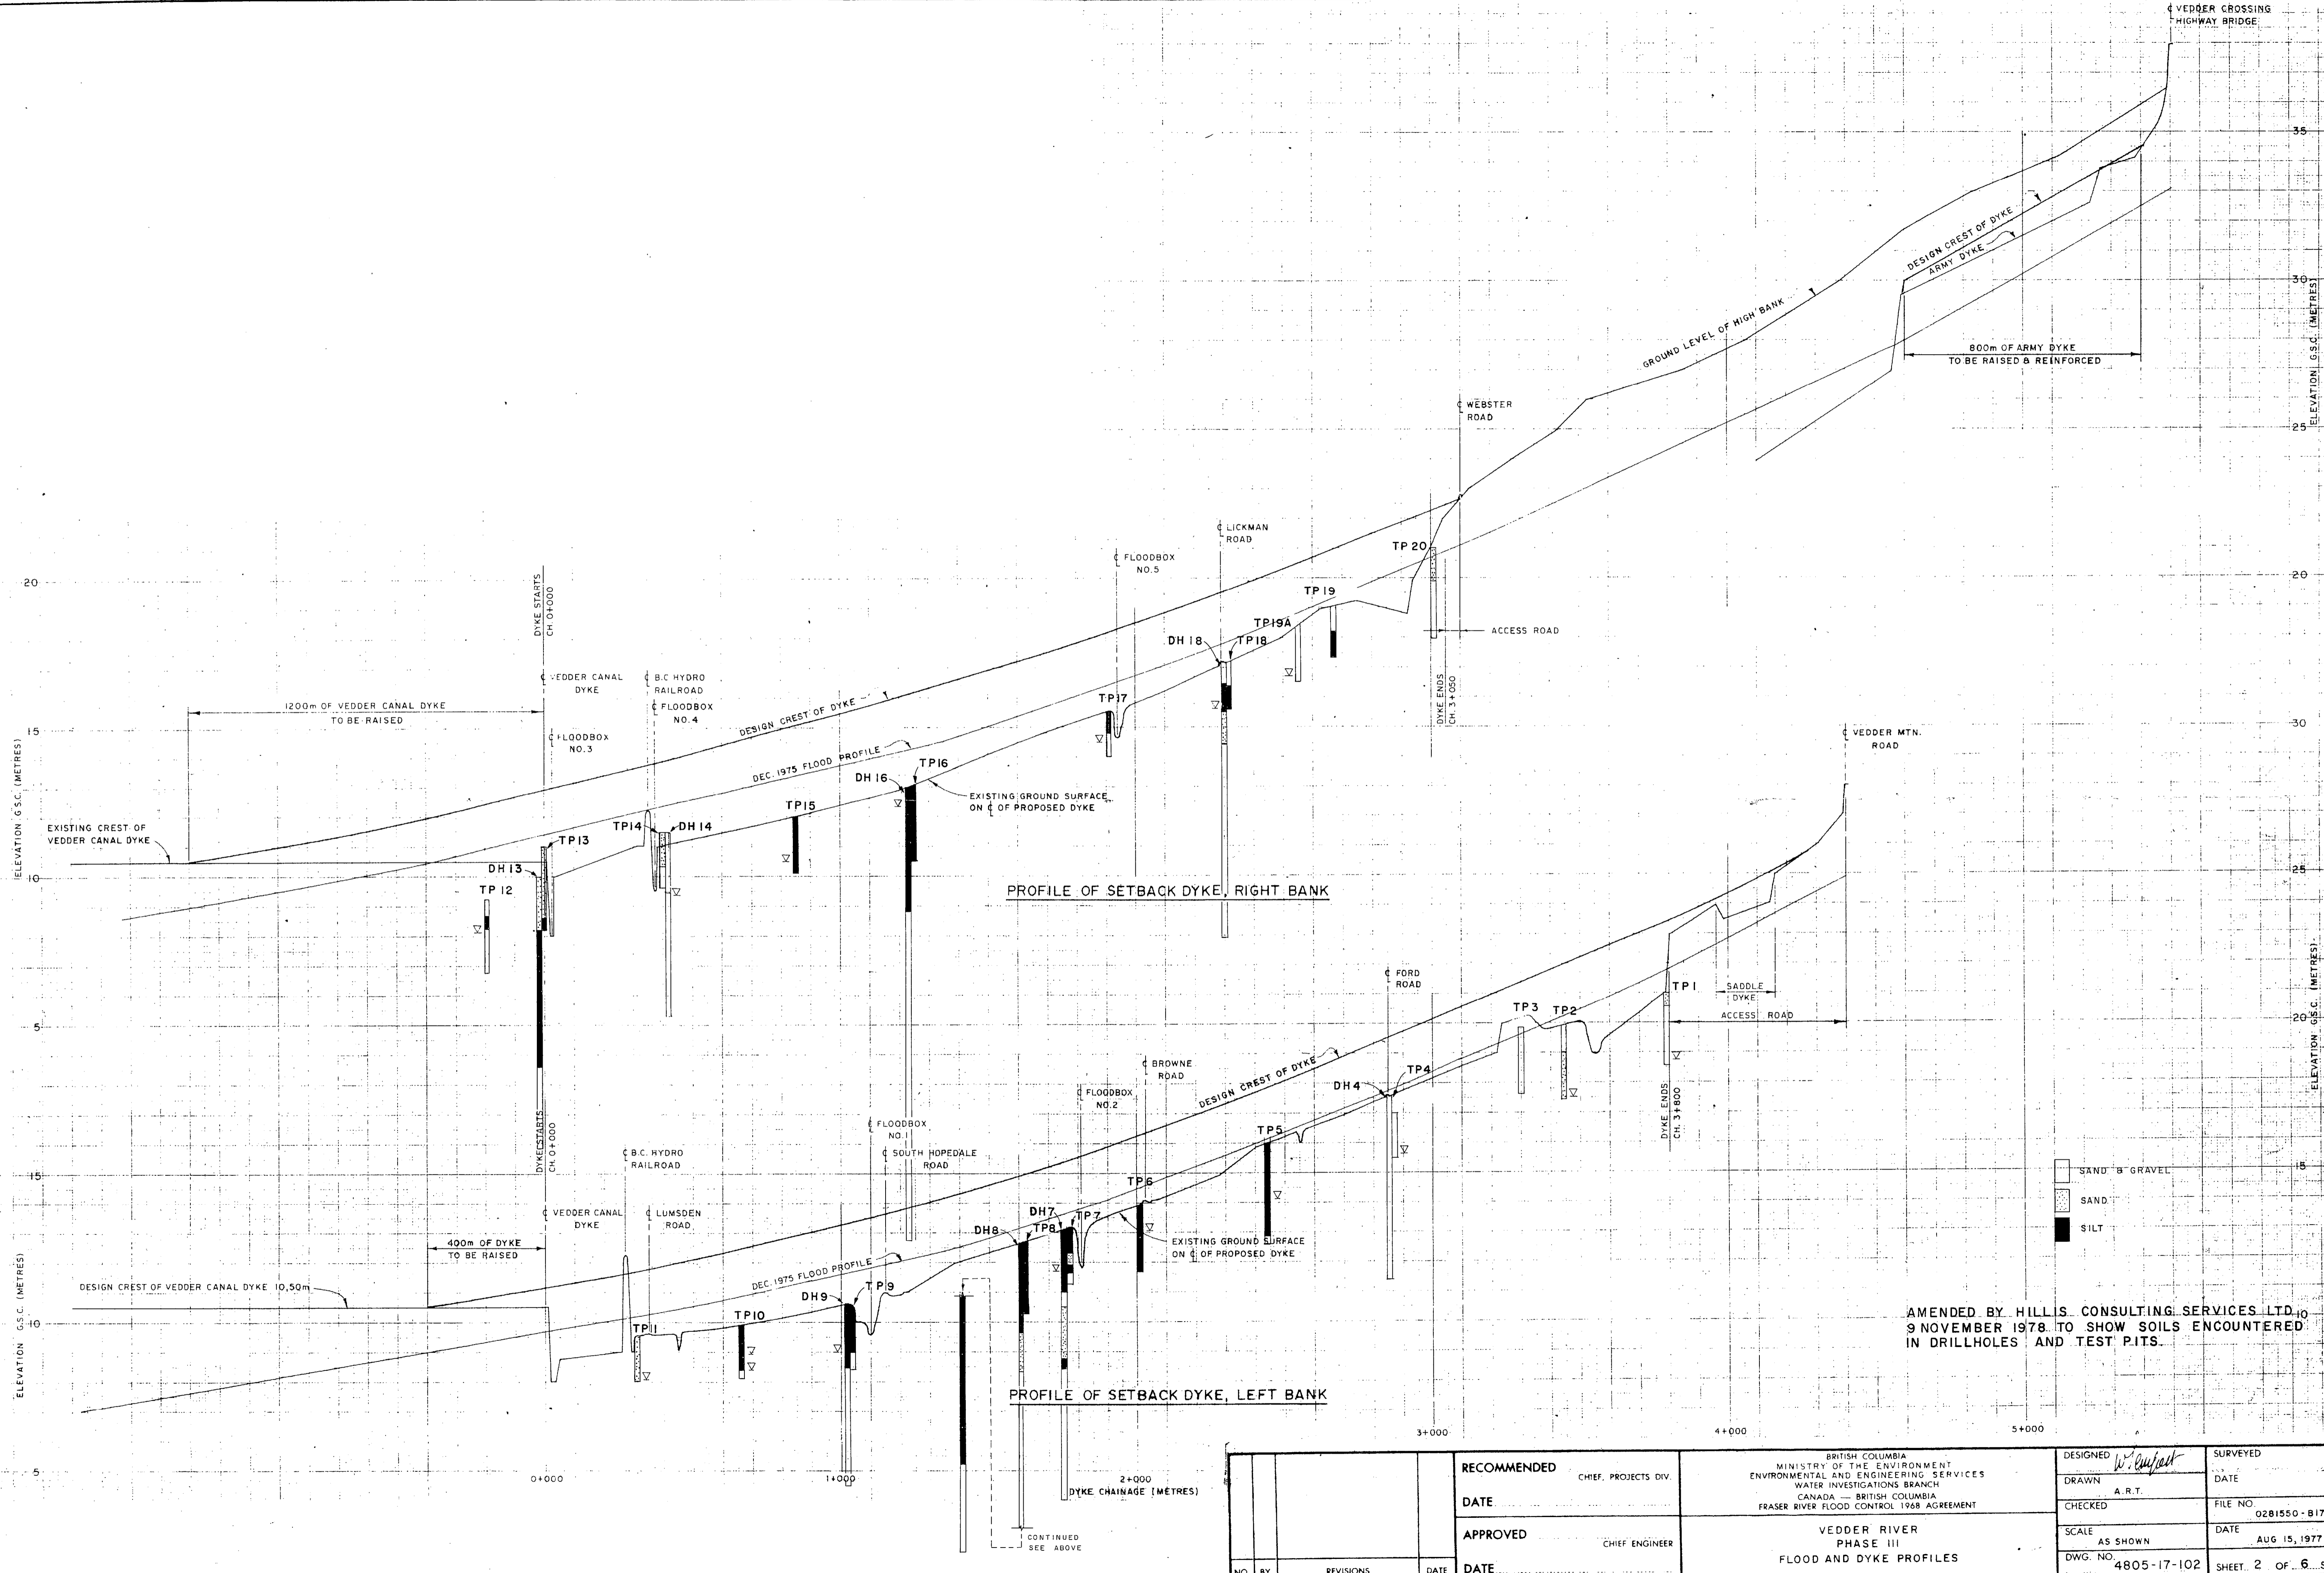 ℄ VEDDER CROSSING
HIGHWAY BRIDGE
35
DESIGN CREST OF DYKE
ARMY DYKE
30
ELEVATION G.S.C. (METRES)
GROUND LEVEL OF HIGH BANK
800m OF ARMY DYKE
TO BE RAISED & REINFORCED
25
℄ WEBSTER
ROAD
℄ LICKMAN
ROAD
℄ FLOODBOX
NO.5
TP 20
20
20
DYKE STARTS
CH. 0+000
TP 19
TP19A
DH 18
TP18
ACCESS ROAD
DYKE ENDS
CH. 3+050
℄ VEDDER CANAL
DYKE
℄ B.C HYDRO
RAILROAD
℄ FLOODBOX
NO.4
1200m OF VEDDER CANAL DYKE
TO BE RAISED
TP17
DESIGN CREST OF DYKE
15
30
℄ VEDDER MTN.
ROAD
℄ FLOODBOX
NO.3
DEC. 1975 FLOOD PROFILE
TP16
DH 16
ELEVATION G.S.C. (METRES)
EXISTING GROUND SURFACE
ON ℄ OF PROPOSED DYKE
TP15
EXISTING CREST OF
VEDDER CANAL DYKE
TP14
DH 14
TP13
DH 13
10
TP 12
25
PROFILE OF SETBACK DYKE, RIGHT BANK
℄ FORD
ROAD
TP1
SADDLE
DYKE
ELEVATION G.S.C. (METRES)
TP3
TP2
ACCESS ROAD
5
20
℄ BROWNE
ROAD
DESIGN CREST OF DYKE
DH4
TP4
℄ FLOODBOX
NO.2
DYKE STARTS
CH. 0+000
℄ FLOODBOX
NO.1
TP5
DYKE ENDS
CH. 3+800
℄ B.C. HYDRO
RAILROAD
℄ SOUTH HOPEDALE
ROAD
15
15
SAND & GRAVEL
SAND
SILT
TP6
℄ VEDDER CANAL
DYKE
℄ LUMSDEN
ROAD
DH7
TP7
DH8
TP8
400m OF DYKE
TO BE RAISED
EXISTING GROUND SURFACE
ON ℄ OF PROPOSED DYKE
DEC. 1975 FLOOD PROFILE
DESIGN CREST OF VEDDER CANAL DYKE 10.50m
DH9
TP9
ELEVATION G.S.C. (METRES)
10
TP11
TP10
10
AMENDED BY HILLIS CONSULTING SERVICES LTD.
9 NOVEMBER 1978 TO SHOW SOILS ENCOUNTERED
IN DRILLHOLES AND TEST PITS.
PROFILE OF SETBACK DYKE, LEFT BANK
5
0+000
1+000
2+000
3+000
4+000
5+000
DYKE CHAINAGE (METRES)
CONTINUED
SEE ABOVE
NO.
BY
REVISIONS
DATE
RECOMMENDED
CHIEF, PROJECTS DIV.
DATE
APPROVED
CHIEF ENGINEER
DATE
BRITISH COLUMBIA
MINISTRY OF THE ENVIRONMENT
ENVIRONMENTAL AND ENGINEERING SERVICES
WATER INVESTIGATIONS BRANCH
CANADA — BRITISH COLUMBIA
FRASER RIVER FLOOD CONTROL 1968 AGREEMENT
VEDDER RIVER
PHASE III
FLOOD AND DYKE PROFILES
DESIGNED
DRAWN
A.R.T.
CHECKED
SCALE
AS SHOWN
DWG. NO.
4805-17-102
SURVEYED
DATE
FILE NO.
0281550-B17
DATE
AUG 15, 1977
SHEET 2 OF 6 S